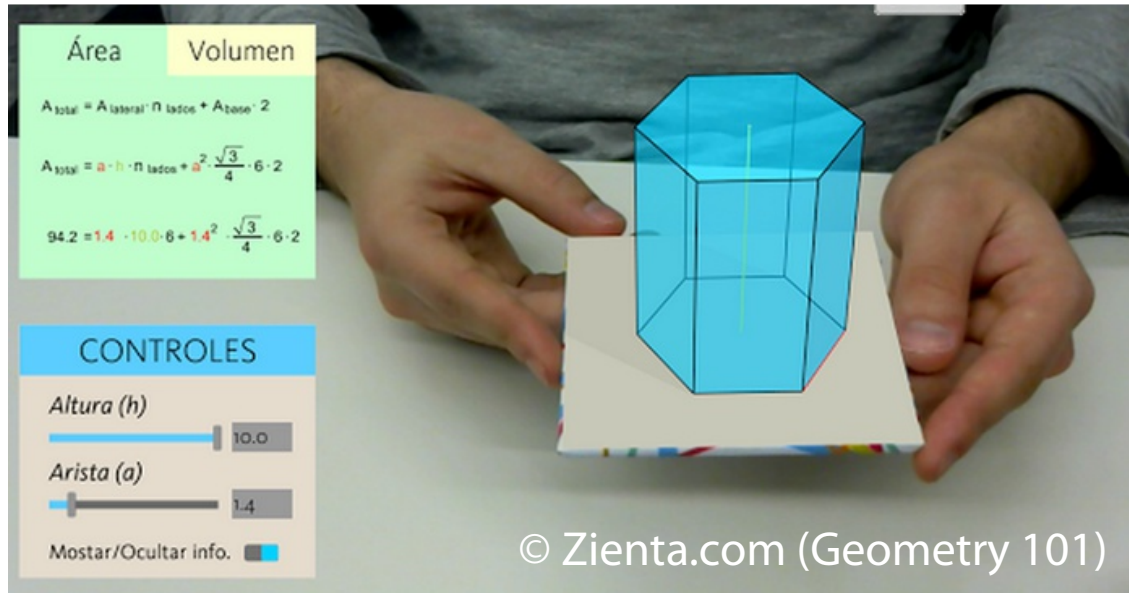 Área Volumen
A total = A lateral · n lados + A base · 2
A total = a · h · n lados + a² · √3/4 · 6 · 2
94.2 = 1.4 · 10.0 · 6 + 1.4² · √3/4 · 6 · 2
CONTROLES
Altura (h)
10.0
Arista (a)
1.4
Mostar/Ocultar info.
© Zienta.com (Geometry 101)